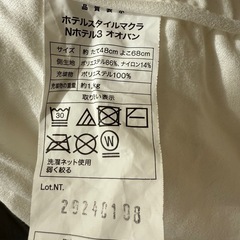 品質表示
ホテルスタイルマクラ
Nホテル3 オオバン
サイズ 約たて48cmよこ68cm
側生地 ポリエステル86%、ナイロン14%
充填物 ポリエステル100%
充填物の重量
取り扱い表示
30
洗濯ネット使用
弱く絞る
Lot.NT.
20240108